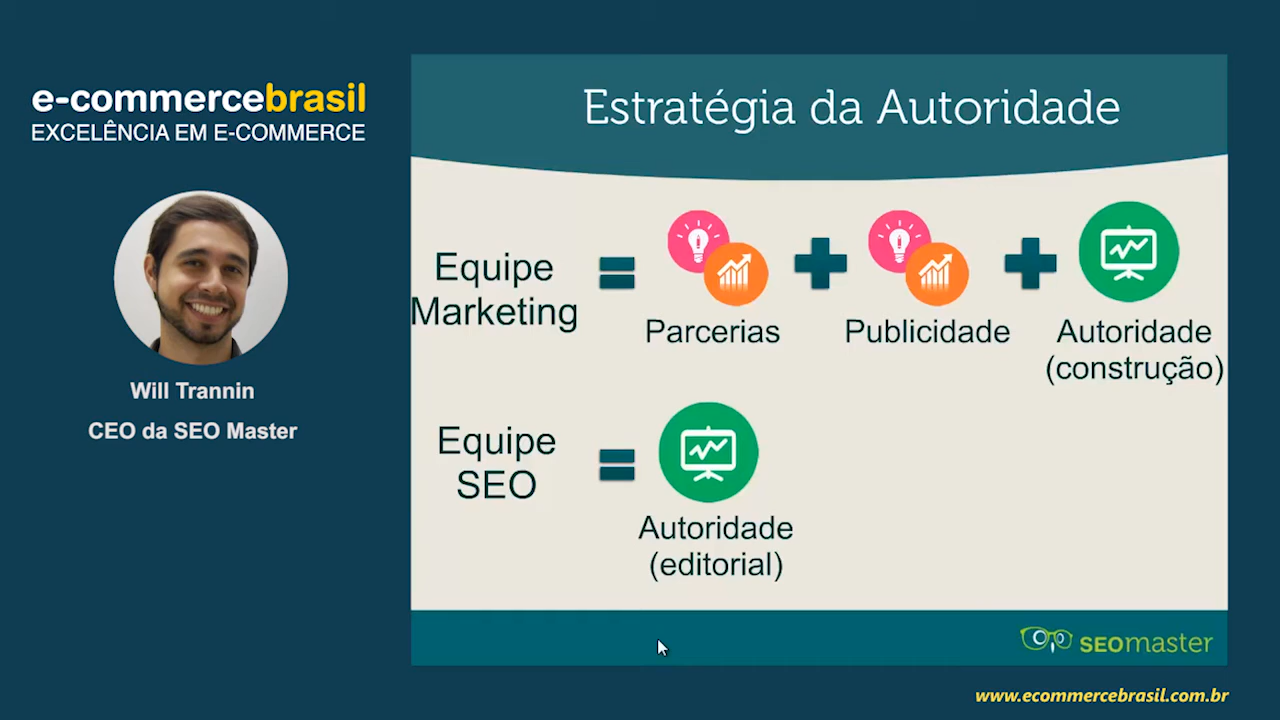 e-commercebrasil
EXCELÊNCIA EM E-COMMERCE
Will Trannin
CEO da SEO Master
Estratégia da Autoridade
Equipe
Marketing
=
Parcerias
+
Publicidade
+
Autoridade
(construção)
Equipe
SEO
=
Autoridade
(editorial)
SEOmaster
www.ecommercebrasil.com.br